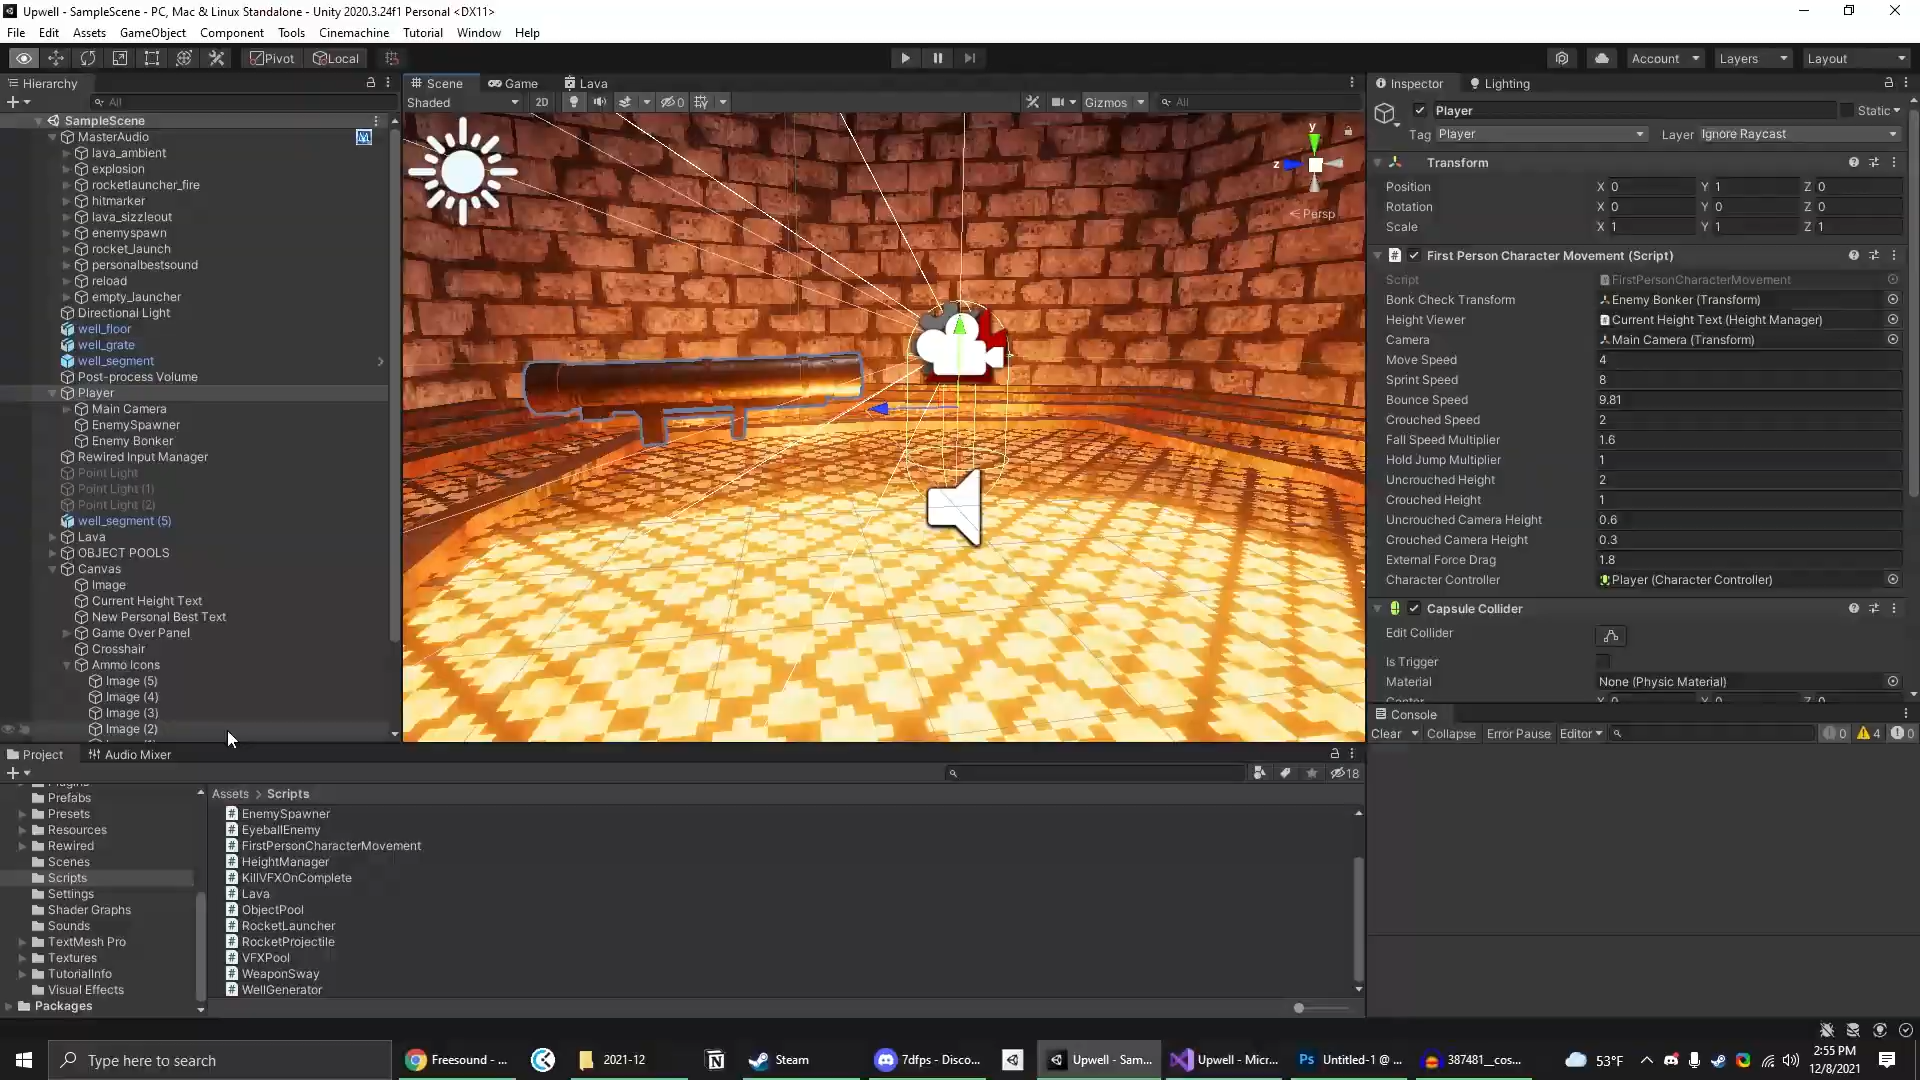 Upwell - SampleScene - PC, Mac & Linux Standalone - Unity 2020.3.24f1 Personal <DX11>
File Edit Assets GameObject Component Tools Cinemachine Tutorial Window Help
Pivot Local Account Layers Layout
Hierarchy
All
SampleScene
MasterAudio
lava_ambient
explosion
rocketlauncher_fire
hitmarker
lava_sizzleout
enemyspawn
rocket_launch
personalbestsound
reload
empty_launcher
Directional Light
well_floor
well_grate
well_segment
Post-process Volume
Player
Main Camera
EnemySpawner
Enemy Bonker
Rewired Input Manager
Point Light
Point Light (1)
Point Light (2)
well_segment (5)
Lava
OBJECT POOLS
Canvas
Image
Current Height Text
New Personal Best Text
Game Over Panel
Crosshair
Ammo Icons
Image (5)
Image (4)
Image (3)
Image (2)
Scene Game Lava
Shaded 2D 0 Gizmos All
y
z
Persp
Inspector Lighting
Player Static
Tag Player Layer Ignore Raycast
Transform
Position X 0 Y 1 Z 0
Rotation X 0 Y 0 Z 0
Scale X 1 Y 1 Z 1
First Person Character Movement (Script)
Script FirstPersonCharacterMovement
Bonk Check Transform Enemy Bonker (Transform)
Height Viewer Current Height Text (Height Manager)
Camera Main Camera (Transform)
Move Speed 4
Sprint Speed 8
Bounce Speed 9.81
Crouched Speed 2
Fall Speed Multiplier 1.6
Hold Jump Multiplier 1
Uncrouched Height 2
Crouched Height 1
Uncrouched Camera Height 0.6
Crouched Camera Height 0.3
External Force Drag 1.8
Character Controller Player (Character Controller)
Capsule Collider
Edit Collider
Is Trigger
Material None (Physic Material)
Center X 0 Y 0 Z 0
Console
Clear Collapse Error Pause Editor 0 4 0
Project Audio Mixer
18
Plugins
Prefabs
Presets
Resources
Rewired
Scenes
Scripts
Settings
Shader Graphs
Sounds
TextMesh Pro
Textures
TutorialInfo
Visual Effects
Packages
Assets > Scripts
EnemySpawner
EyeballEnemy
FirstPersonCharacterMovement
HeightManager
KillVFXOnComplete
Lava
ObjectPool
RocketLauncher
RocketProjectile
VFXPool
WeaponSway
WellGenerator
Type here to search
Freesound - ...
2021-12
Steam
7dfps - Disco...
Upwell - Sam...
Upwell - Micr...
Untitled-1 @ ...
387481__cos...
53°F
2:55 PM
12/8/2021